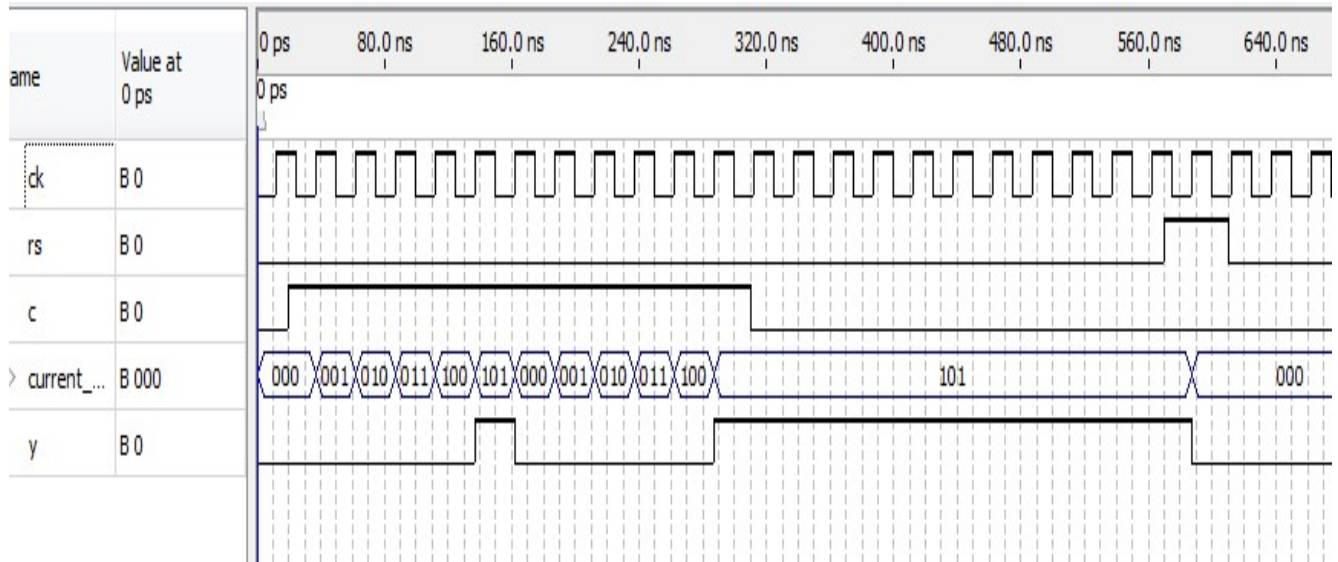 0 ps 80.0 ns 160.0 ns 240.0 ns 320.0 ns 400.0 ns 480.0 ns 560.0 ns 640.0 ns
ame Value at 0 ps
0 ps
ck B 0
rs B 0
c B 0
current_... B 000 000 001 010 011 100 101 000 001 010 011 100 101 000
y B 0